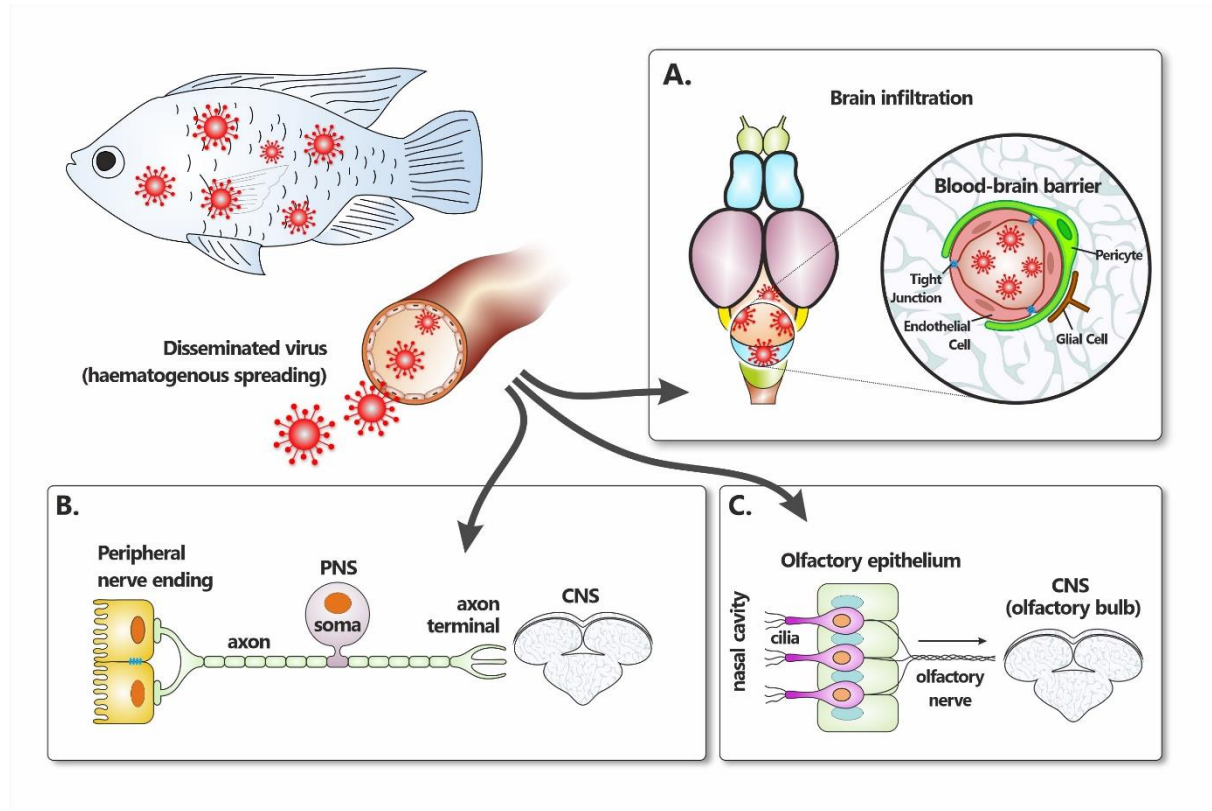 A.
Brain infiltration
Blood-brain barrier
Pericyte
Tight
Junction
Endothelial
Cell
Glial Cell
Disseminated virus
(haematogenous spreading)
B.
Peripheral
nerve ending
PNS
soma
axon
axon
terminal
CNS
C.
Olfactory epithelium
nasal cavity
cilia
olfactory
nerve
CNS
(olfactory bulb)